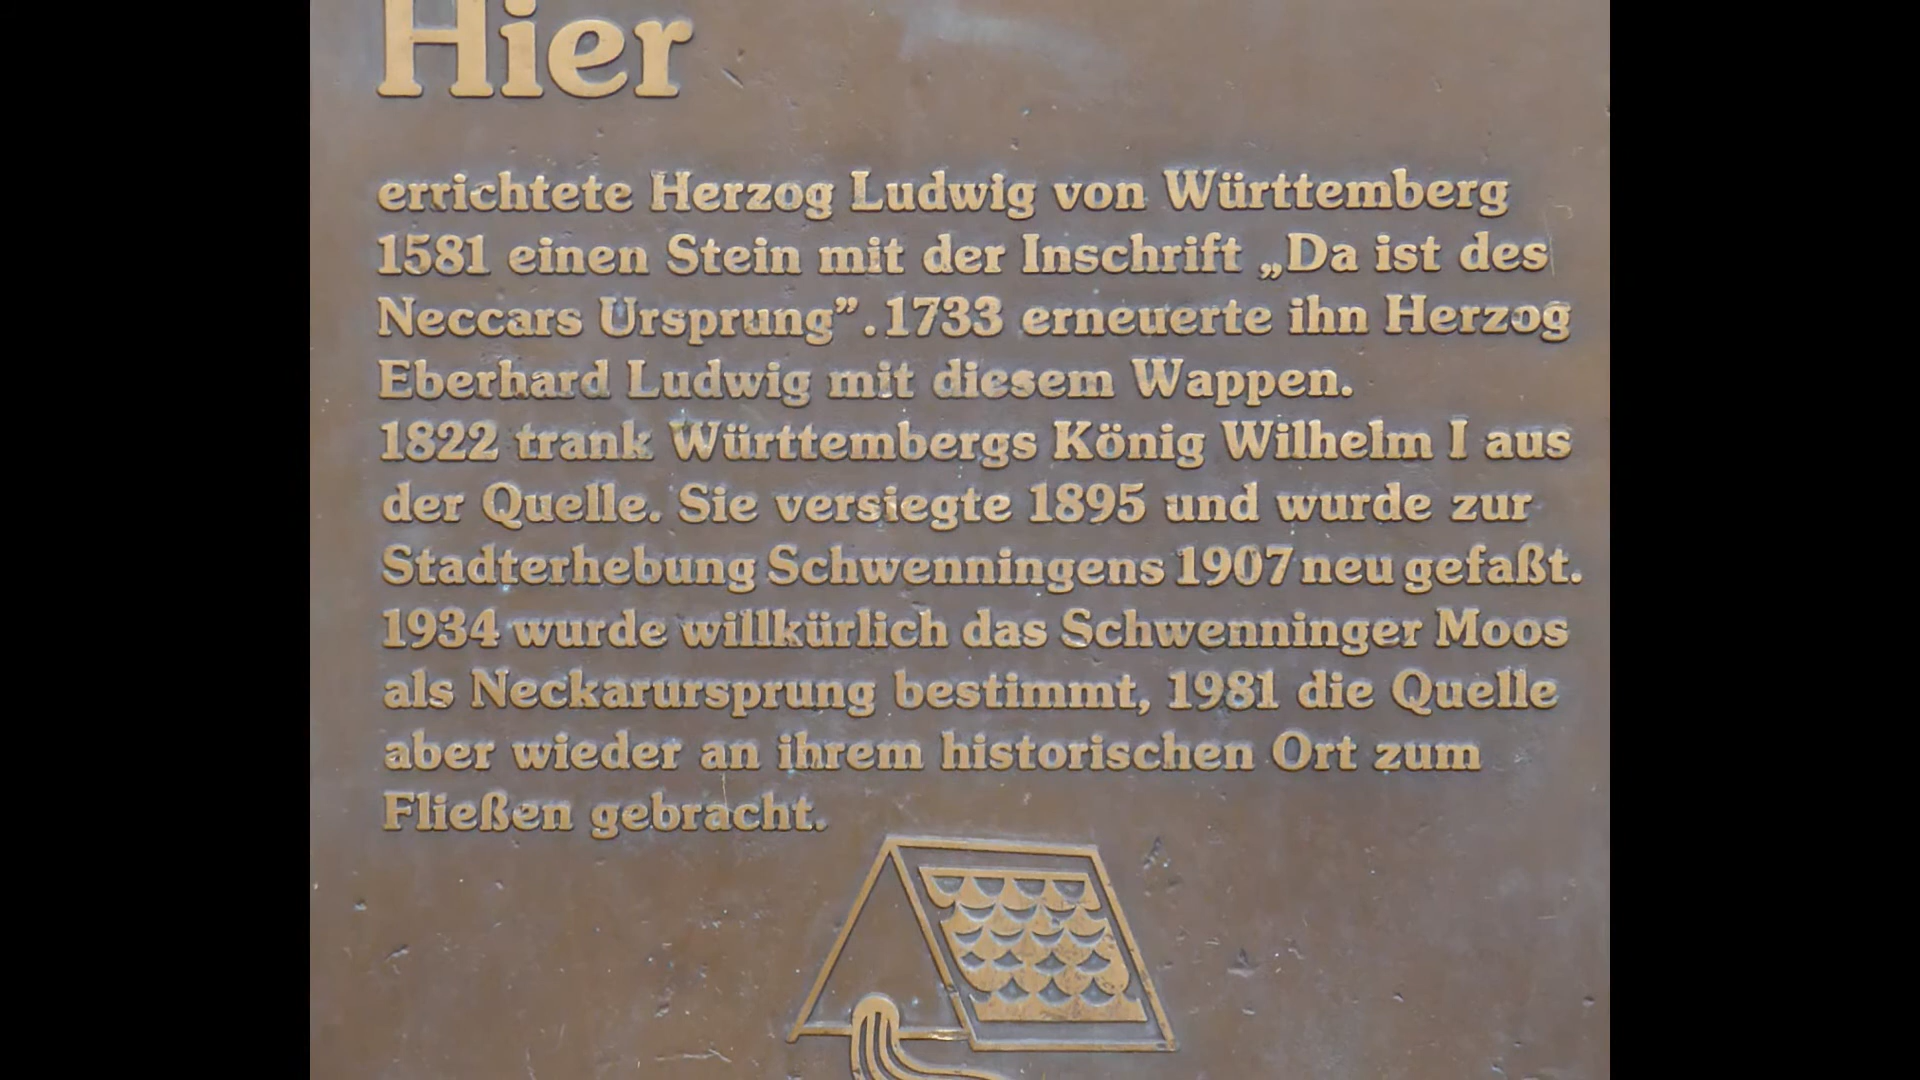 Hier
errichtete Herzog Ludwig von Württemberg
1581 einen Stein mit der Inschrift „Da ist des
Neccars Ursprung”. 1733 erneuerte ihn Herzog
Eberhard Ludwig mit diesem Wappen.
1822 trank Württembergs König Wilhelm I aus
der Quelle. Sie versiegte 1895 und wurde zur
Stadterhebung Schwenningens 1907 neu gefaßt.
1934 wurde willkürlich das Schwenninger Moos
als Neckarursprung bestimmt, 1981 die Quelle
aber wieder an ihrem historischen Ort zum
Fließen gebracht.